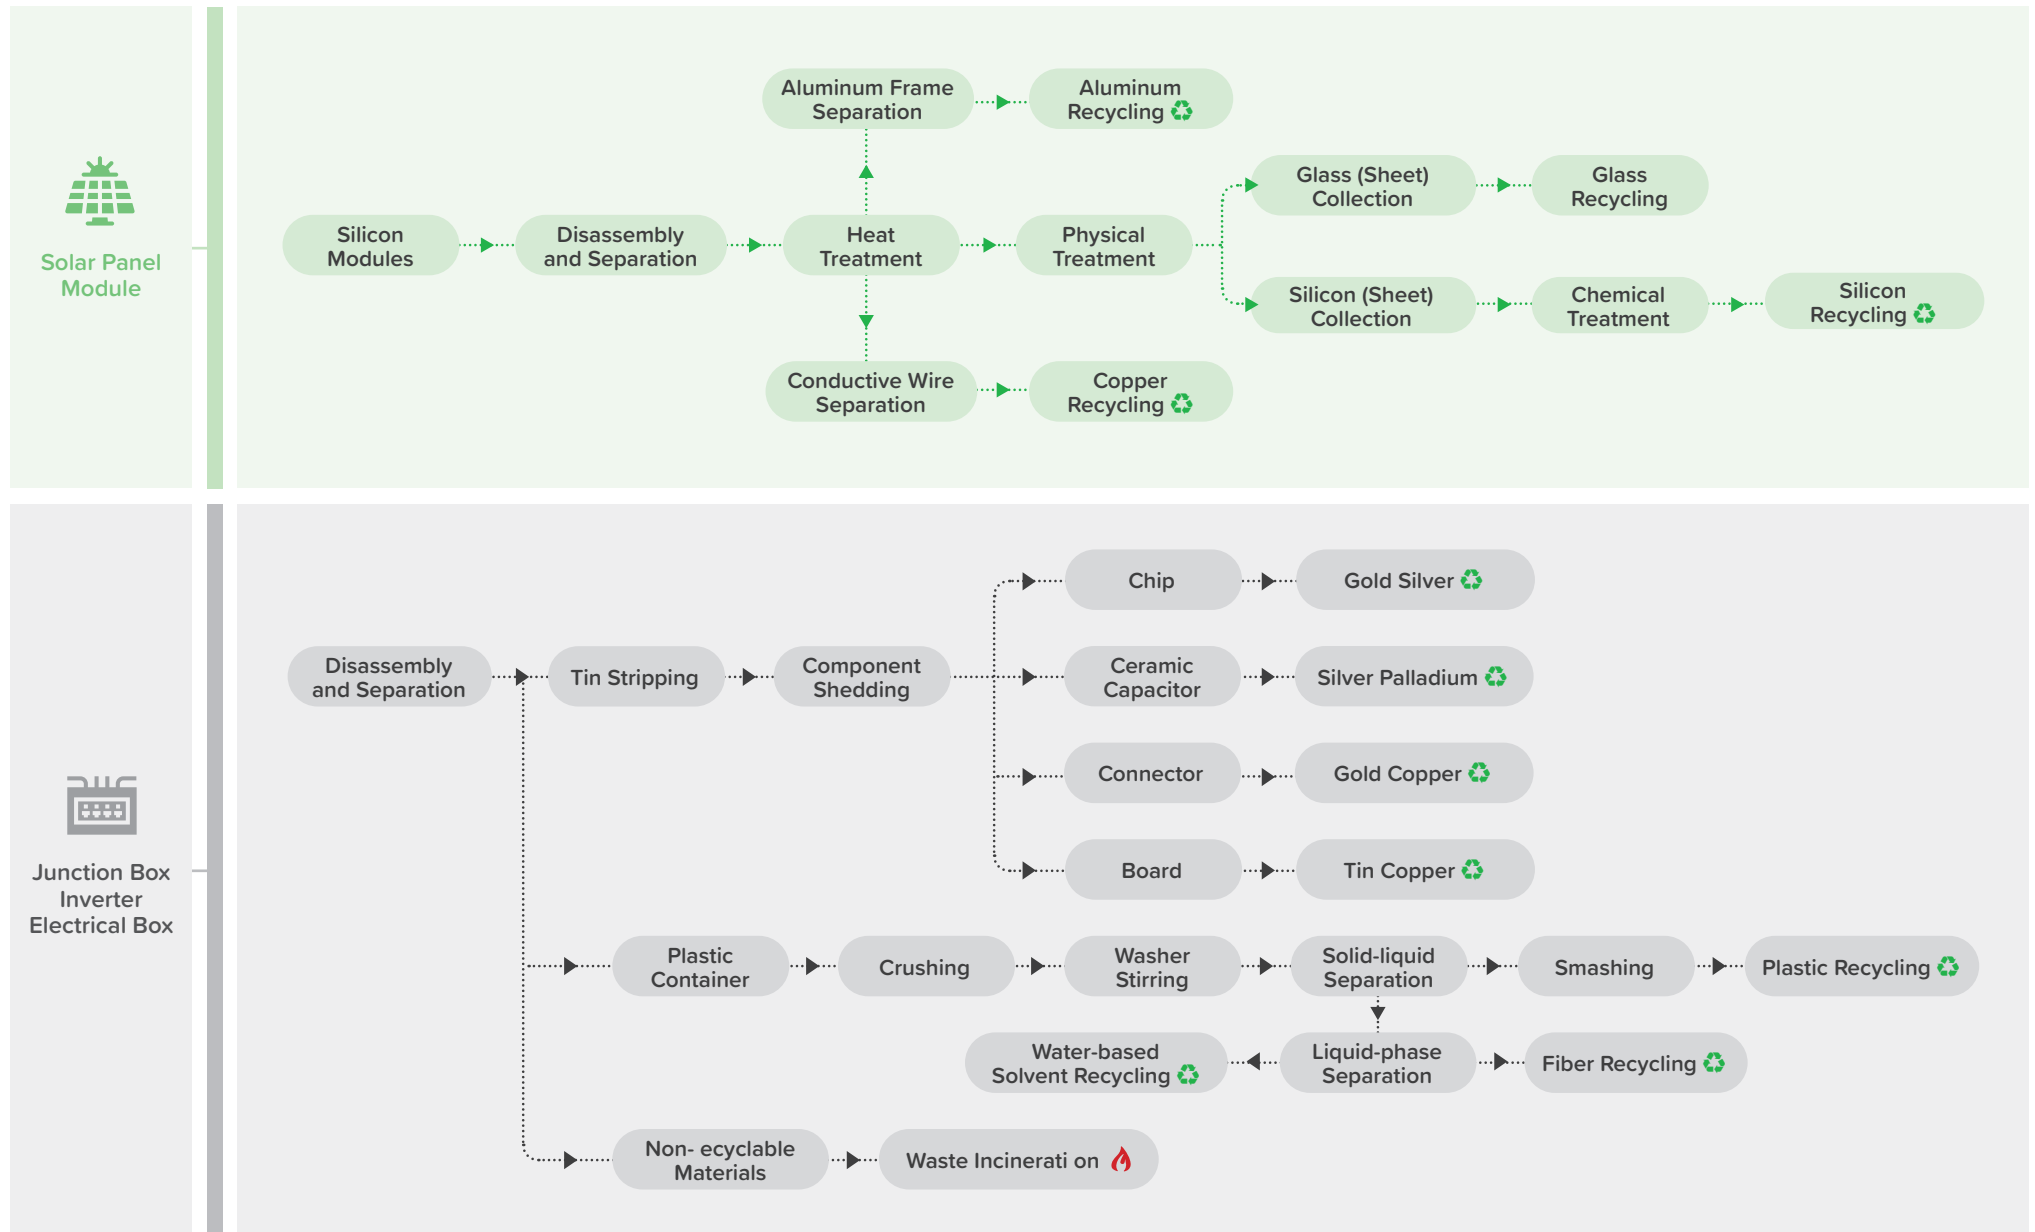 Solar Panel
Module
Aluminum Frame
Separation
Aluminum
Recycling
Silicon
Modules
Disassembly
and Separation
Heat
Treatment
Physical
Treatment
Glass (Sheet)
Collection
Glass
Recycling
Silicon (Sheet)
Collection
Chemical
Treatment
Silicon
Recycling
Conductive Wire
Separation
Copper
Recycling
Junction Box
Inverter
Electrical Box
Disassembly
and Separation
Tin Stripping
Component
Shedding
Chip
Gold Silver
Ceramic
Capacitor
Silver Palladium
Connector
Gold Copper
Board
Tin Copper
Plastic
Container
Crushing
Washer
Stirring
Solid-liquid
Separation
Smashing
Plastic Recycling
Water-based
Solvent Recycling
Liquid-phase
Separation
Fiber Recycling
Non- ecyclable
Materials
Waste Incinerati on